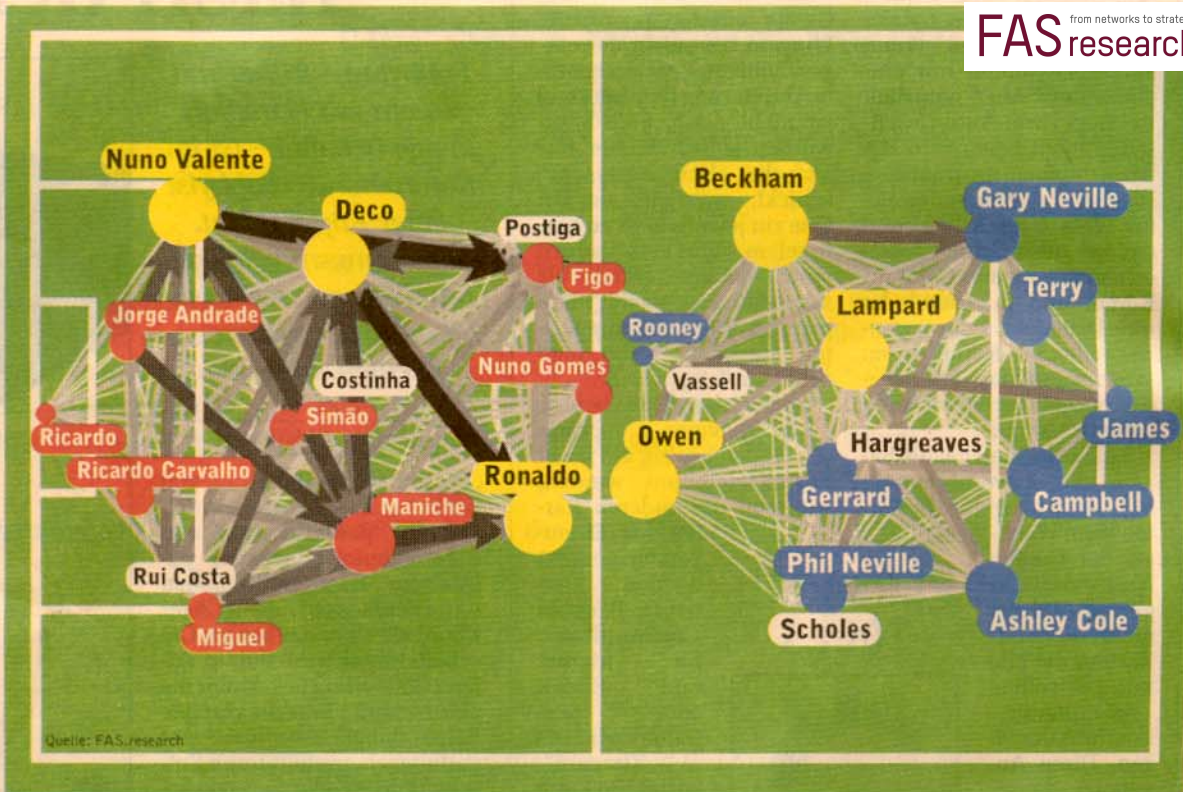 FAS research
from networks to strate
Nuno Valente
Deco
Postiga
Figo
Jorge Andrade
Costinha
Nuno Gomes
Simão
Ricardo
Ricardo Carvalho
Ronaldo
Maniche
Rui Costa
Miguel
Beckham
Gary Neville
Terry
Lampard
Rooney
Vassell
James
Owen
Hargreaves
Gerrard
Campbell
Phil Neville
Scholes
Ashley Cole
Quelle: FAS.research